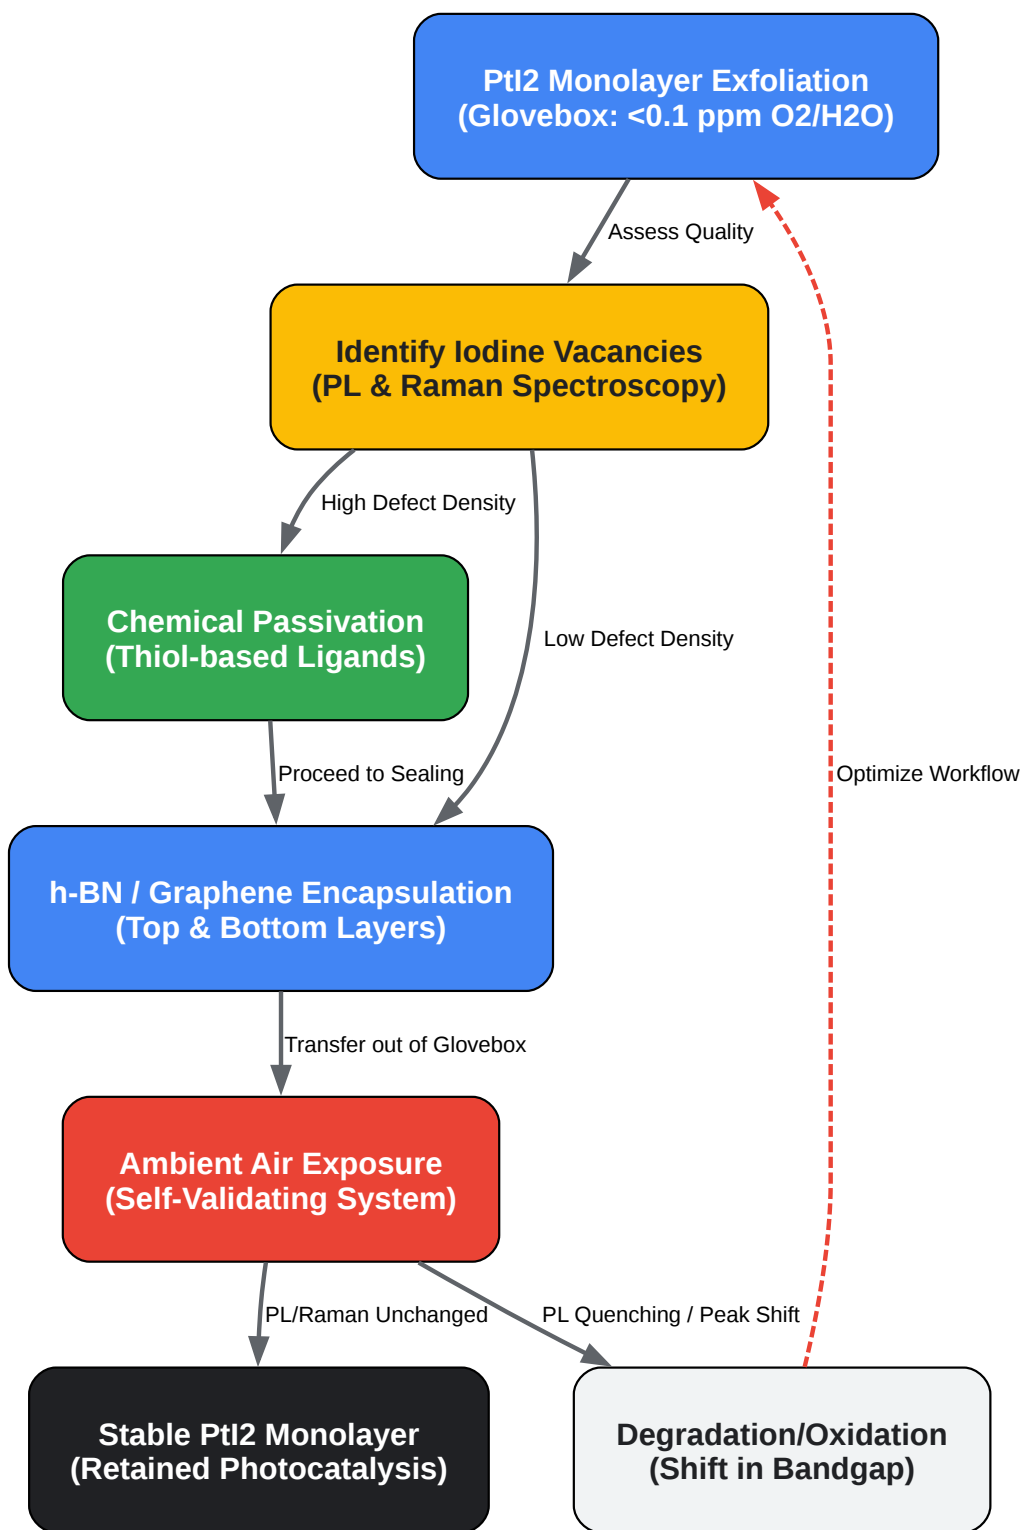 PtI2 Monolayer Exfoliation
(Glovebox: <0.1 ppm O2/H2O)
Assess Quality
Identify Iodine Vacancies
(PL & Raman Spectroscopy)
High Defect Density
Chemical Passivation
(Thiol-based Ligands)
Low Defect Density
Proceed to Sealing
Optimize Workflow
h-BN / Graphene Encapsulation
(Top & Bottom Layers)
Transfer out of Glovebox
Ambient Air Exposure
(Self-Validating System)
PL/Raman Unchanged
PL Quenching / Peak Shift
Stable PtI2 Monolayer
(Retained Photocatalysis)
Degradation/Oxidation
(Shift in Bandgap)